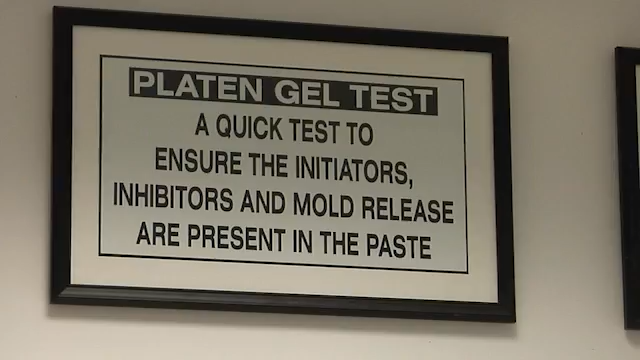 PLATEN GEL TEST
A QUICK TEST TO
ENSURE THE INITIATORS,
INHIBITORS AND MOLD RELEASE
ARE PRESENT IN THE PASTE